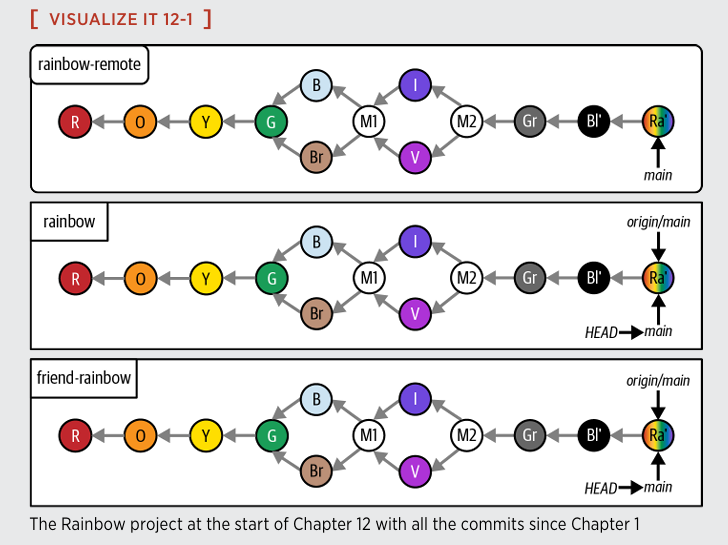 [ VISUALIZE IT 12-1 ]
rainbow-remote
B I
R O Y G M1 M2 Gr Bl' Ra'
Br V
main
rainbow
origin/main
B I
R O Y G M1 M2 Gr Bl' Ra'
Br V
HEAD main
friend-rainbow
origin/main
B I
R O Y G M1 M2 Gr Bl' Ra'
Br V
HEAD main
The Rainbow project at the start of Chapter 12 with all the commits since Chapter 1